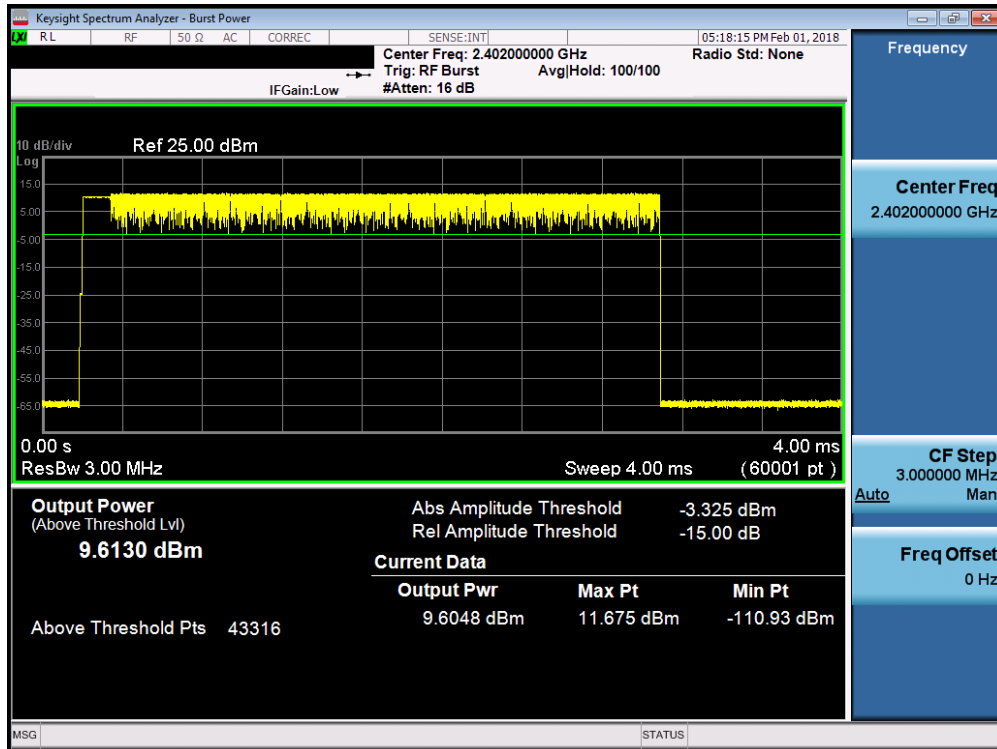 Keysight Spectrum Analyzer - Burst Power
LXI RL RF 50 Ω AC CORREC SENSE:INT 05:18:15 PM Feb 01, 2018
Center Freq: 2.402000000 GHz Radio Std: None
Trig: RF Burst Avg|Hold: 100/100
IFGain:Low #Atten: 16 dB
Frequency
10 dB/div Ref 25.00 dBm
Log
15.0
5.00
-5.00
-15.0
-25.0
-35.0
-45.0
-55.0
-65.0
0.00 s 4.00 ms
ResBw 3.00 MHz Sweep 4.00 ms (60001 pt)
Output Power
(Above Threshold Lvl)
9.6130 dBm
Above Threshold Pts 43316
Abs Amplitude Threshold -3.325 dBm
Rel Amplitude Threshold -15.00 dB
Current Data
Output Pwr Max Pt Min Pt
9.6048 dBm 11.675 dBm -110.93 dBm
Center Freq
2.402000000 GHz
CF Step
3.000000 MHz
Auto Man
Freq Offset
0 Hz
MSG STATUS